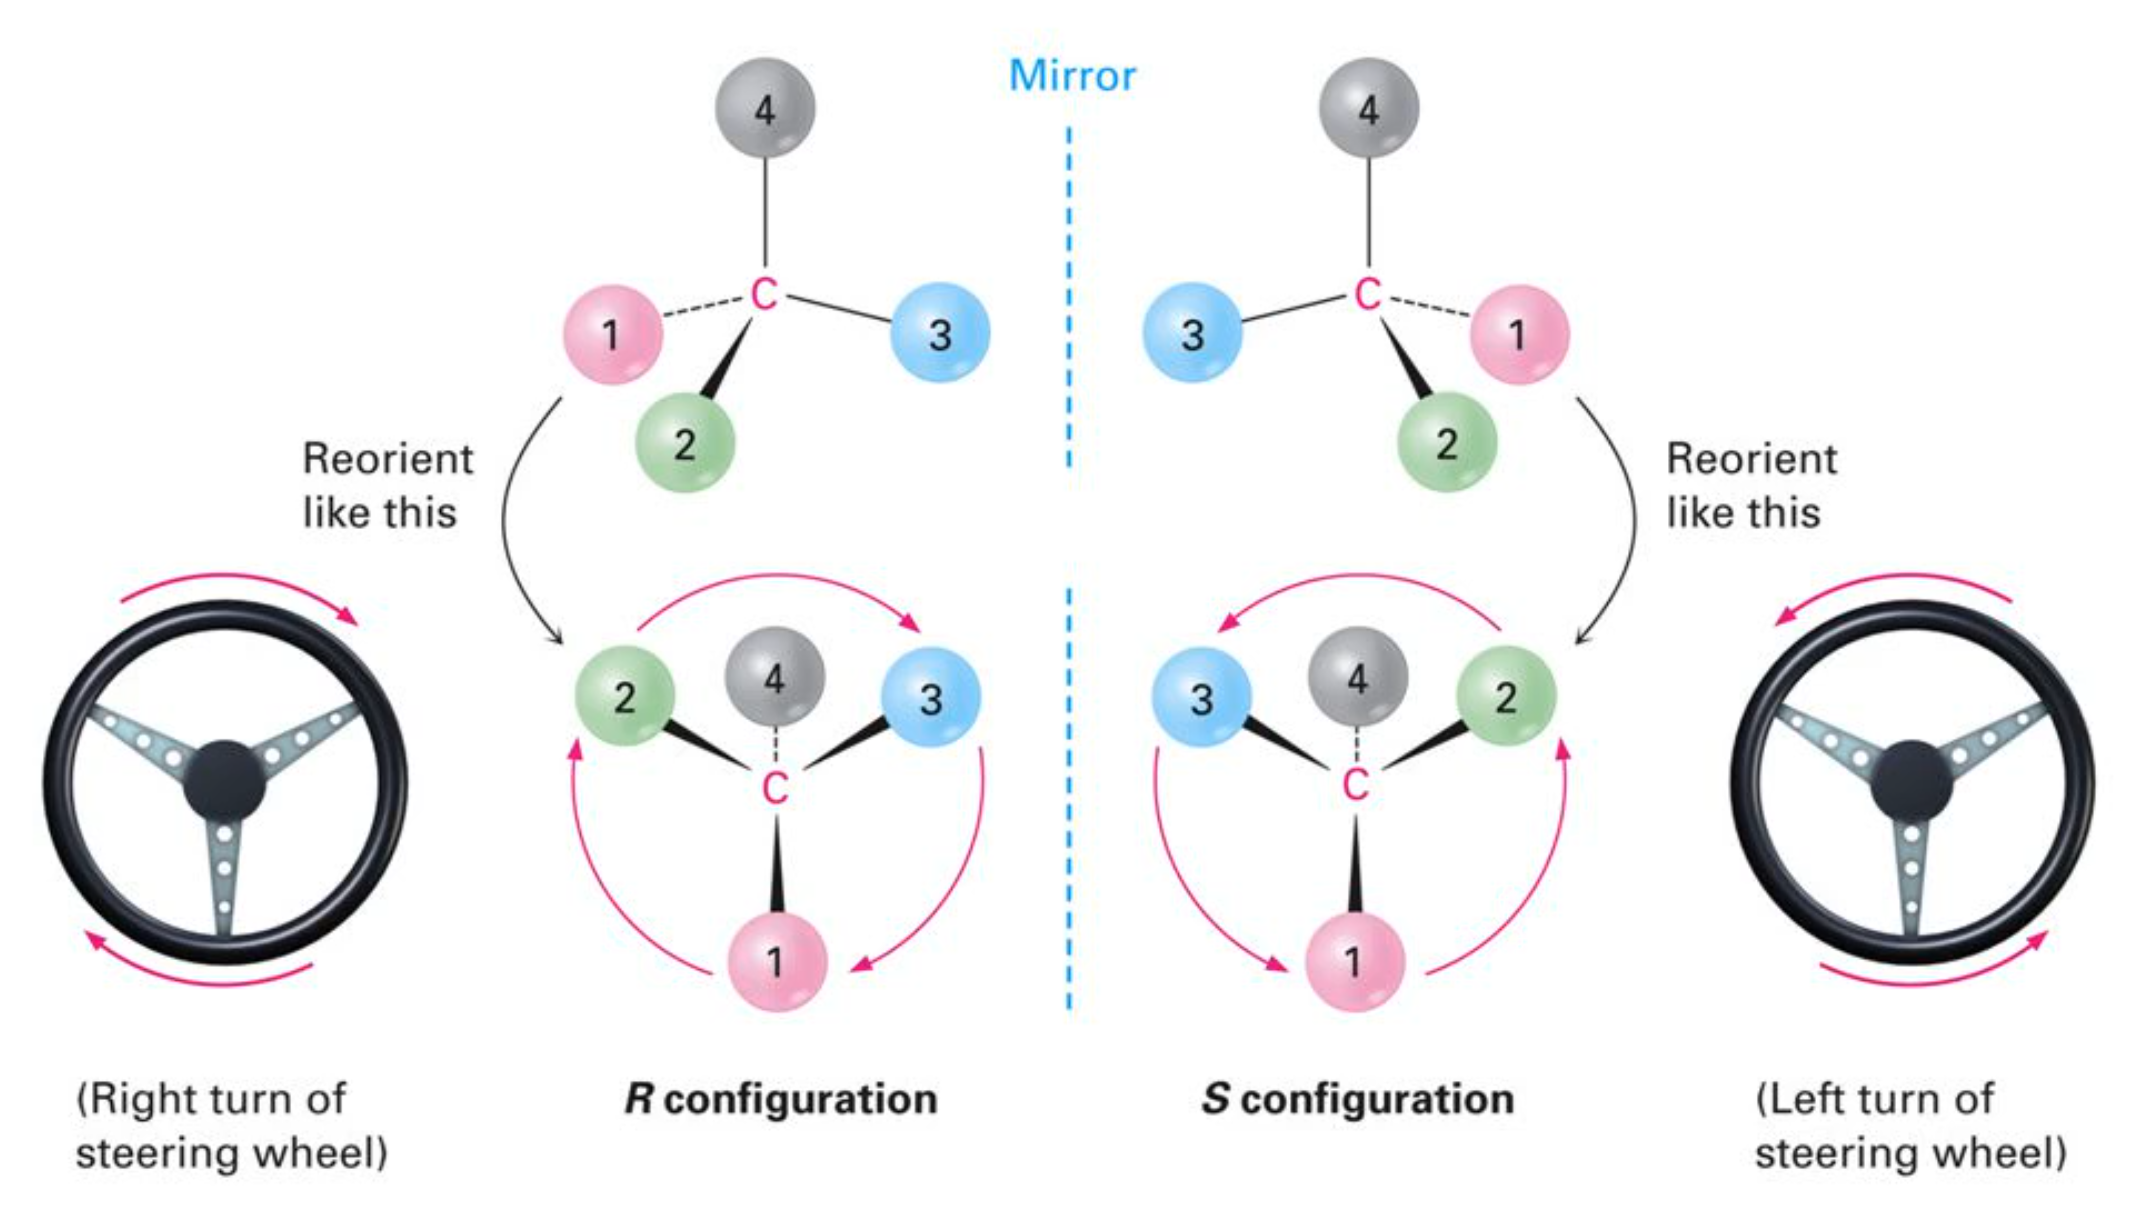 Mirror
4
4
C
C
1
3
3
1
2
2
Reorient
like this
Reorient
like this
2
4
3
3
4
2
C
C
1
1
(Right turn of
steering wheel)
R configuration
S configuration
(Left turn of
steering wheel)